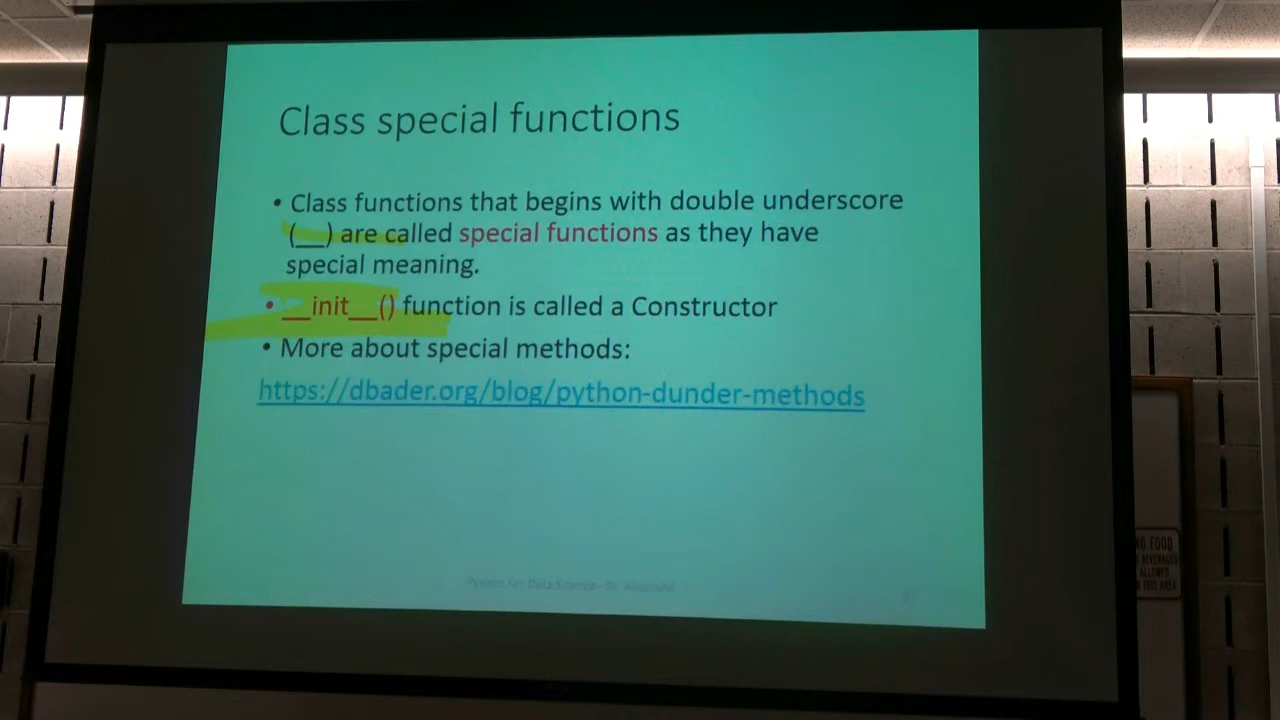 Class special functions
• Class functions that begins with double underscore
(__) are called special functions as they have
special meaning.
• __init__() function is called a Constructor
• More about special methods:
https://dbader.org/blog/python-dunder-methods
Python For Data Science - Dr.
NO FOOD
BEVERAGES
ALLOWED
THIS AREA